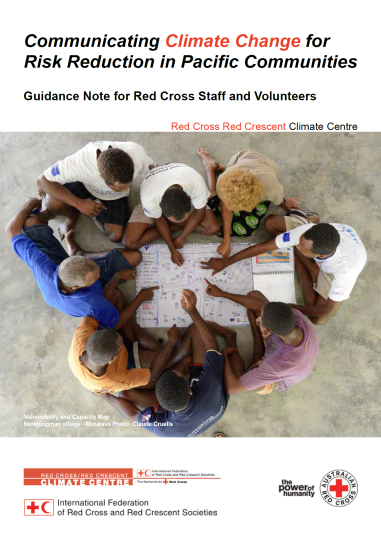 Communicating Climate Change for
Risk Reduction in Pacific Communities
Guidance Note for Red Cross Staff and Volunteers
Red Cross Red Crescent Climate Centre
Vulnerability and Capacity Map
village - Motalava Photo: Claude Cruells
RED CROSS/RED CRESCENT
CLIMATE CENTRE
International Federation
of Red Cross and Red Crescent Societies
The Netherlands Red Cross
International Federation
of Red Cross and Red Crescent Societies
the
power of
humanity
AUSTRALIAN
RED CROSS